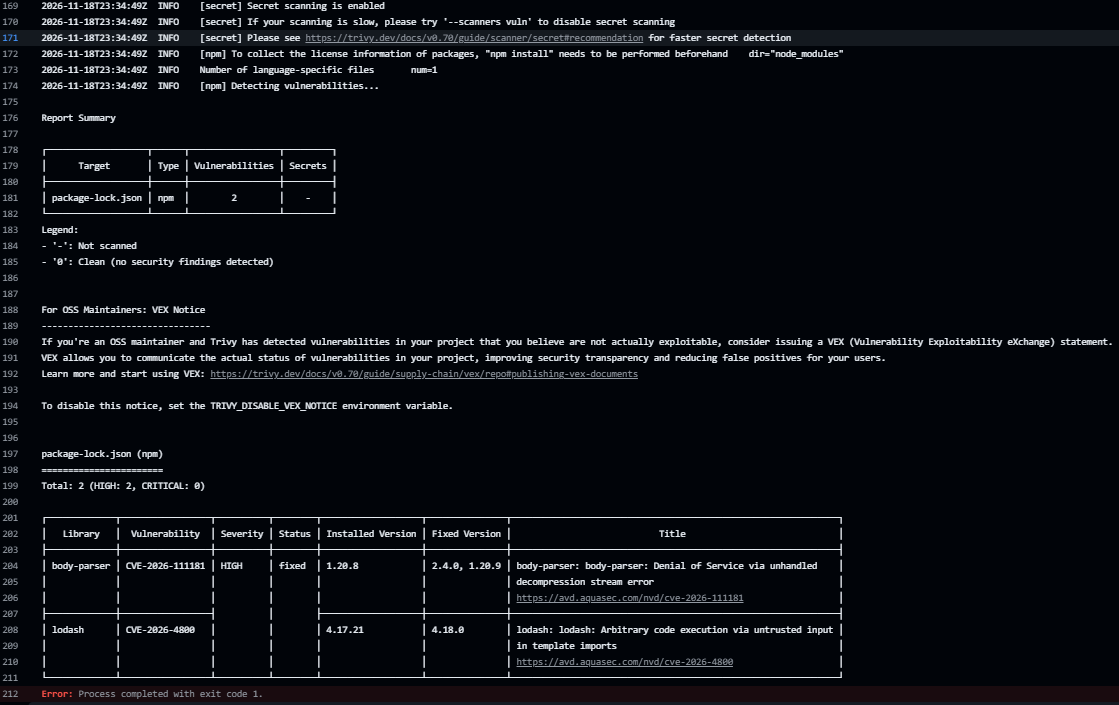 169 2026-11-18T23:34:49Z INFO [secret] Secret scanning is enabled
170 2026-11-18T23:34:49Z INFO [secret] If your scanning is slow, please try '--scanners vuln' to disable secret scanning
171 2026-11-18T23:34:49Z INFO [secret] Please see https://trivy.dev/docs/v0.70/guide/scanner/secret#recommendation for faster secret detection
172 2026-11-18T23:34:49Z INFO [npm] To collect the license information of packages, "npm install" needs to be performed beforehand dir="node_modules"
173 2026-11-18T23:34:49Z INFO Number of language-specific files num=1
174 2026-11-18T23:34:49Z INFO [npm] Detecting vulnerabilities...
175
176 Report Summary
177
178
179 Target Type Vulnerabilities Secrets
180
181 package-lock.json npm 2 -
182
183 Legend:
184 - '-': Not scanned
185 - '0': Clean (no security findings detected)
186
187
188 For OSS Maintainers: VEX Notice
189 --------------------------------
190 If you're an OSS maintainer and Trivy has detected vulnerabilities in your project that you believe are not actually exploitable, consider issuing a VEX (Vulnerability Exploitability eXchange) statement.
191 VEX allows you to communicate the actual status of vulnerabilities in your project, improving security transparency and reducing false positives for your users.
192 Learn more and start using VEX: https://trivy.dev/docs/v0.70/guide/supply-chain/vex/repo#publishing-vex-documents
193
194 To disable this notice, set the TRIVY_DISABLE_VEX_NOTICE environment variable.
195
196
197 package-lock.json (npm)
198 =======================
199 Total: 2 (HIGH: 2, CRITICAL: 0)
200
201
202 Library Vulnerability Severity Status Installed Version Fixed Version Title
203
204 body-parser CVE-2026-111181 HIGH fixed 1.20.8 2.4.0, 1.20.9 body-parser: body-parser: Denial of Service via unhandled
205 decompression stream error
206 https://avd.aquasec.com/nvd/cve-2026-111181
207
208 lodash CVE-2026-4800 4.17.21 4.18.0 lodash: lodash: Arbitrary code execution via untrusted input
209 in template imports
210 https://avd.aquasec.com/nvd/cve-2026-4800
211
212 Error: Process completed with exit code 1.